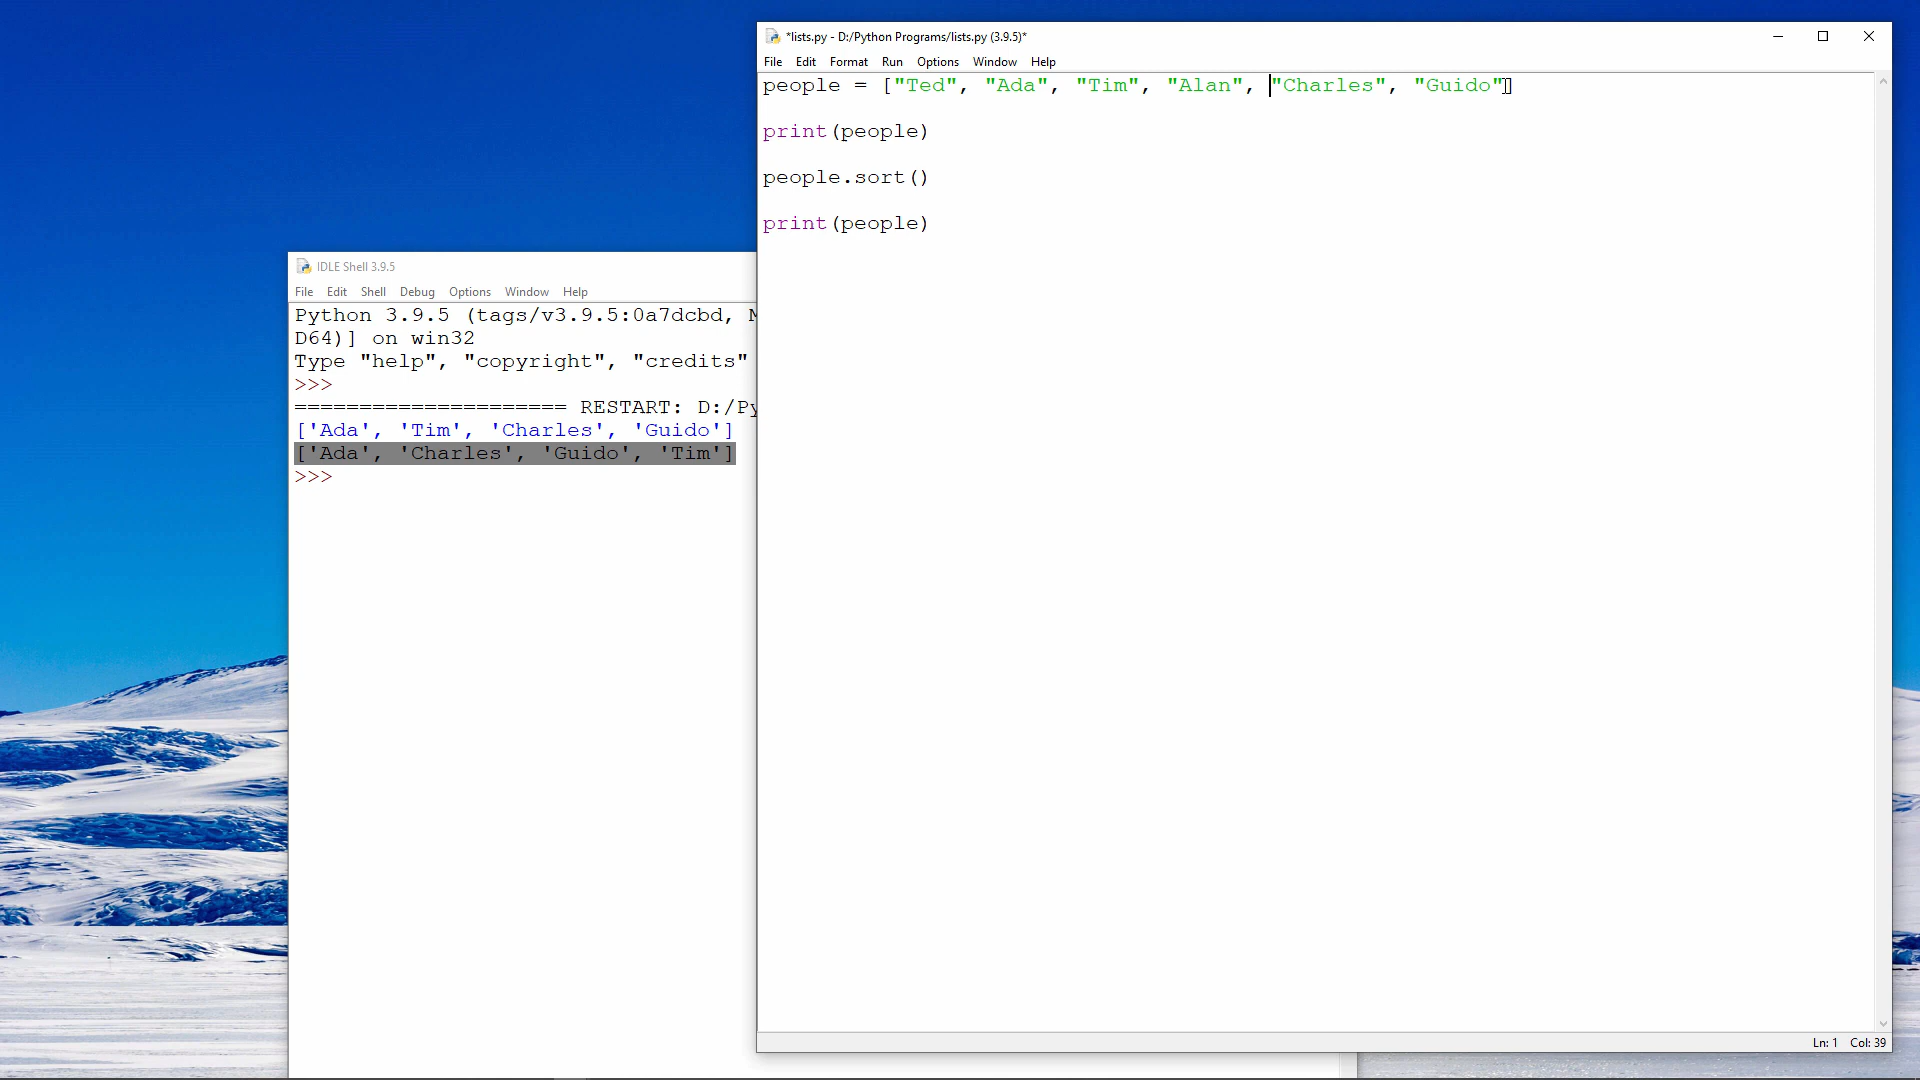 *lists.py - D:/Python Programs/lists.py (3.9.5)*
File Edit Format Run Options Window Help
people = ["Ted", "Ada", "Tim", "Alan", "Charles", "Guido"]
print(people)
people.sort()
print(people)
Ln: 1 Col: 39
IDLE Shell 3.9.5
File Edit Shell Debug Options Window Help
Python 3.9.5 (tags/v3.9.5:0a7dcbd, M
D64)] on win32
Type "help", "copyright", "credits"
>>>
===================== RESTART: D:/Py
['Ada', 'Tim', 'Charles', 'Guido']
['Ada', 'Charles', 'Guido', 'Tim']
>>>